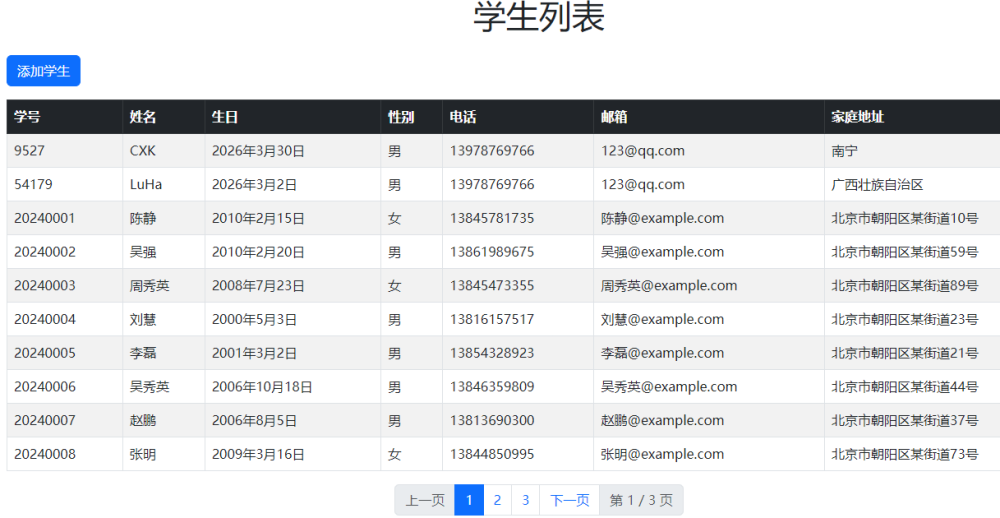 学生列表
添加学生
学号 姓名 生日 性别 电话 邮箱 家庭地址
9527 CXK 2026年3月30日 男 13978769766 123@qq.com 南宁
54179 LuHa 2026年3月2日 男 13978769766 123@qq.com 广西壮族自治区
20240001 陈静 2010年2月15日 女 13845781735 陈静@example.com 北京市朝阳区某街道10号
20240002 吴强 2010年2月20日 男 13861989675 吴强@example.com 北京市朝阳区某街道59号
20240003 周秀英 2008年7月23日 女 13845473355 周秀英@example.com 北京市朝阳区某街道89号
20240004 刘慧 2000年5月3日 男 13816157517 刘慧@example.com 北京市朝阳区某街道23号
20240005 李磊 2001年3月2日 男 13854328923 李磊@example.com 北京市朝阳区某街道21号
20240006 吴秀英 2006年10月18日 男 13846359809 吴秀英@example.com 北京市朝阳区某街道44号
20240007 赵鹏 2006年8月5日 男 13813690300 赵鹏@example.com 北京市朝阳区某街道37号
20240008 张明 2009年3月16日 女 13844850995 张明@example.com 北京市朝阳区某街道73号
上一页 1 2 3 下一页 第 1 / 3 页